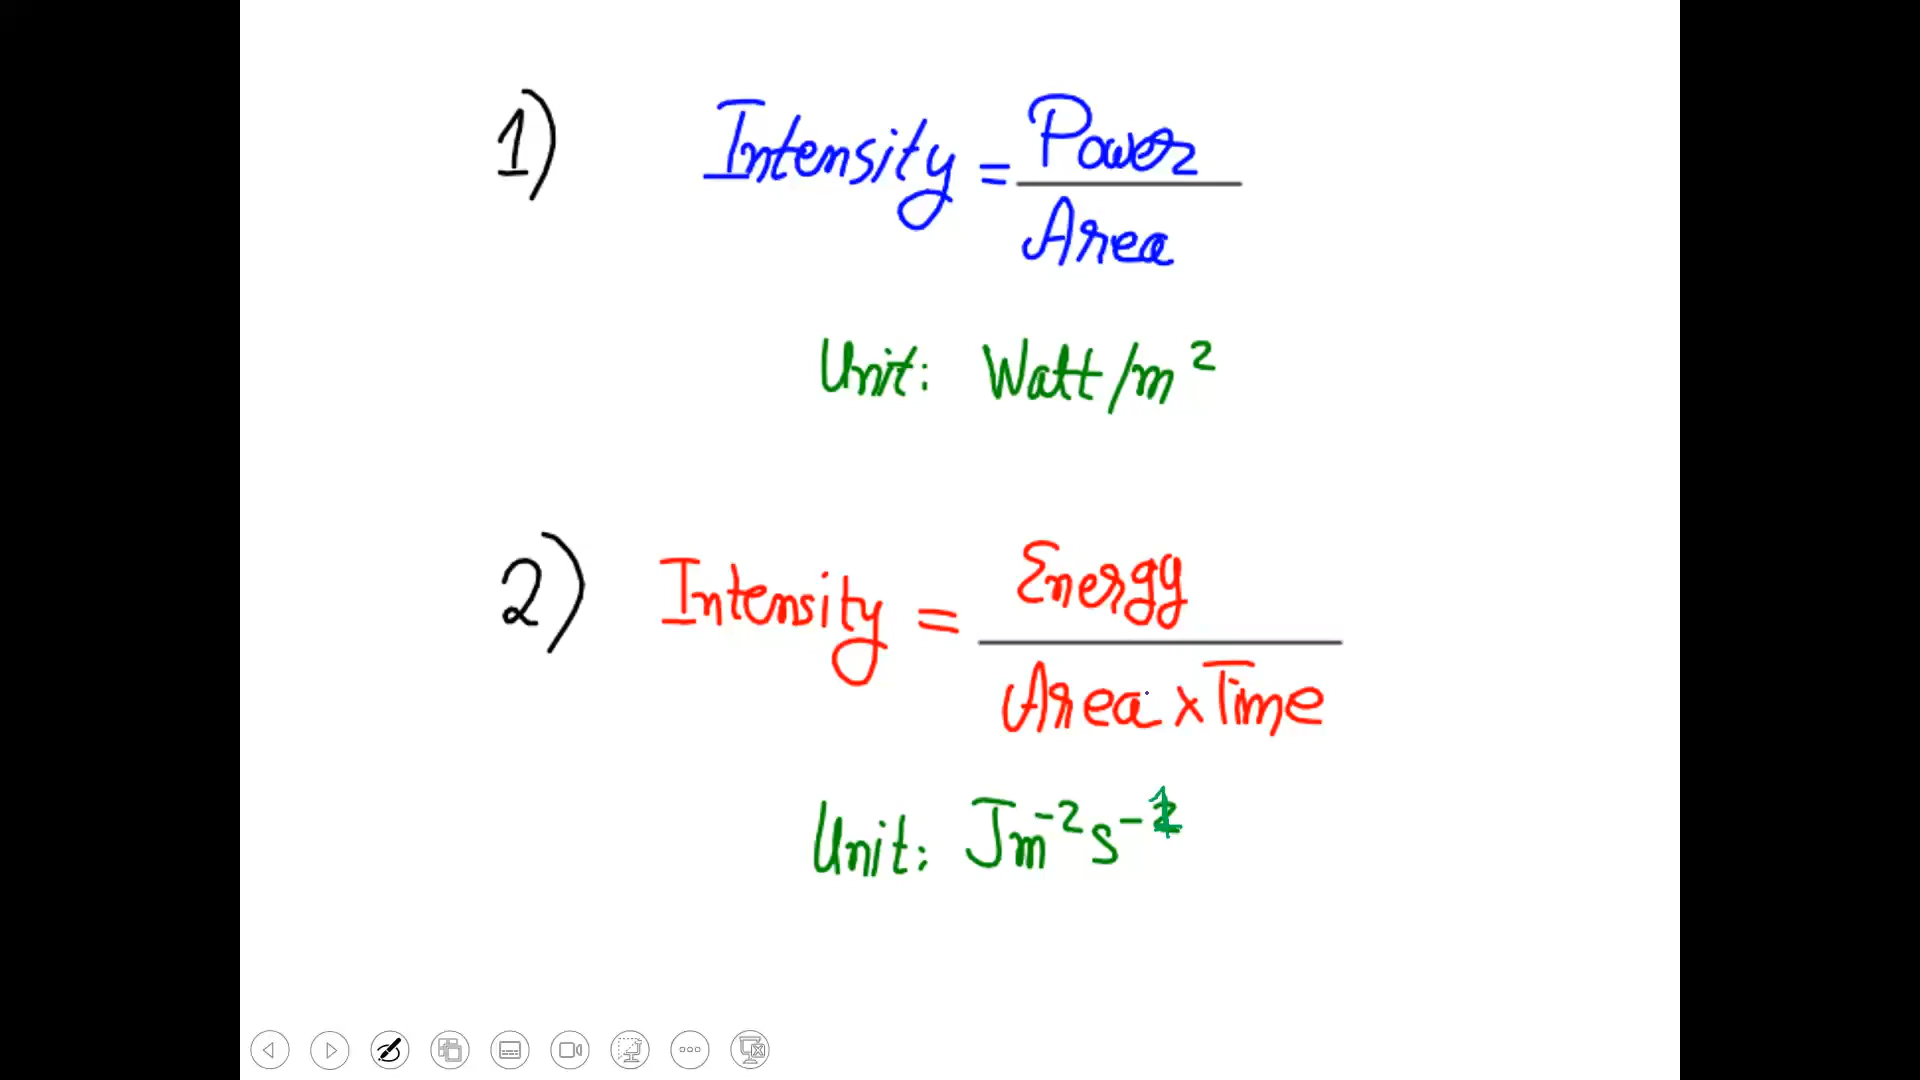 1) Intensity = Power / Area
Unit: Watt/m²
2) Intensity = Energy / Area × Time
Unit: Jm⁻²s⁻¹